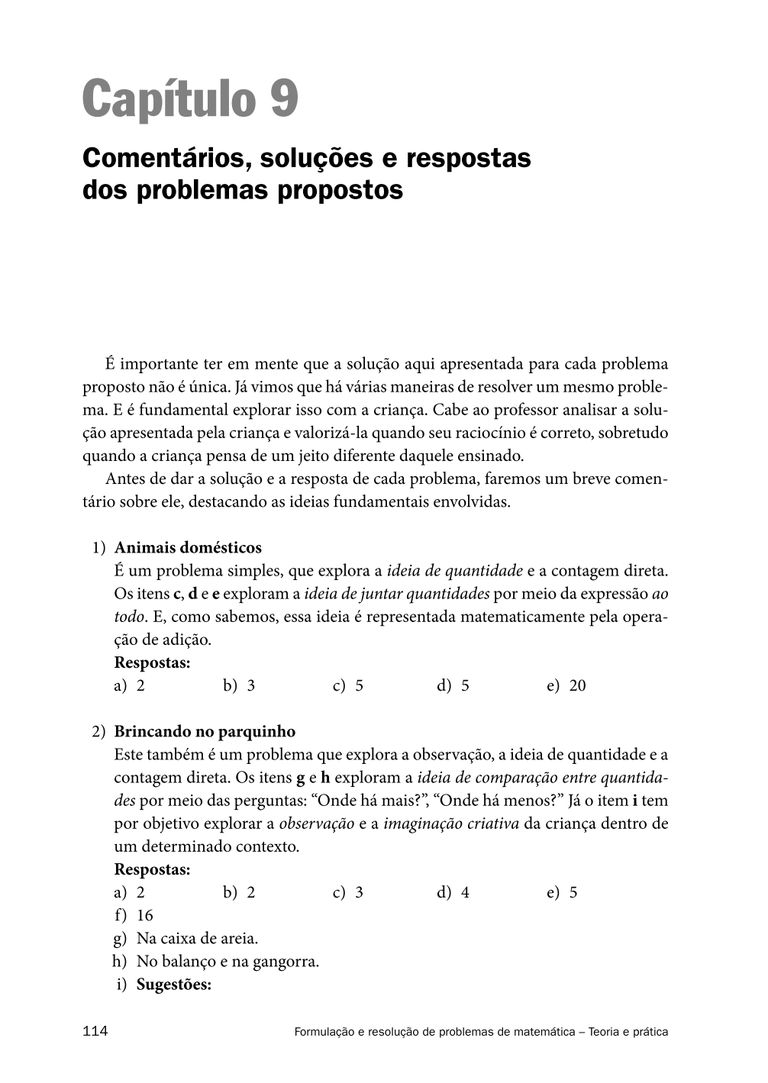 Capítulo 9
Comentários, soluções e respostas
dos problemas propostos
É importante ter em mente que a solução aqui apresentada para cada problema
proposto não é única. Já vimos que há várias maneiras de resolver um mesmo proble-
ma. E é fundamental explorar isso com a criança. Cabe ao professor analisar a solu-
ção apresentada pela criança e valorizá-la quando seu raciocínio é correto, sobretudo
quando a criança pensa de um jeito diferente daquele ensinado.
Antes de dar a solução e a resposta de cada problema, faremos um breve comen-
tário sobre ele, destacando as ideias fundamentais envolvidas.
1) Animais domésticos
É um problema simples, que explora a ideia de quantidade e a contagem direta.
Os itens c, d e e exploram a ideia de juntar quantidades por meio da expressão ao
todo. E, como sabemos, essa ideia é representada matematicamente pela opera-
ção de adição.
Respostas:
a) 2 b) 3 c) 5 d) 5 e) 20
2) Brincando no parquinho
Este também é um problema que explora a observação, a ideia de quantidade e a
contagem direta. Os itens g e h exploram a ideia de comparação entre quantida-
des por meio das perguntas: “Onde há mais?”, “Onde há menos?” Já o item i tem
por objetivo explorar a observação e a imaginação criativa da criança dentro de
um determinado contexto.
Respostas:
a) 2 b) 2 c) 3 d) 4 e) 5
f) 16
g) Na caixa de areia.
h) No balanço e na gangorra.
i) Sugestões:
114 Formulação e resolução de problemas de matemática – Teoria e prática